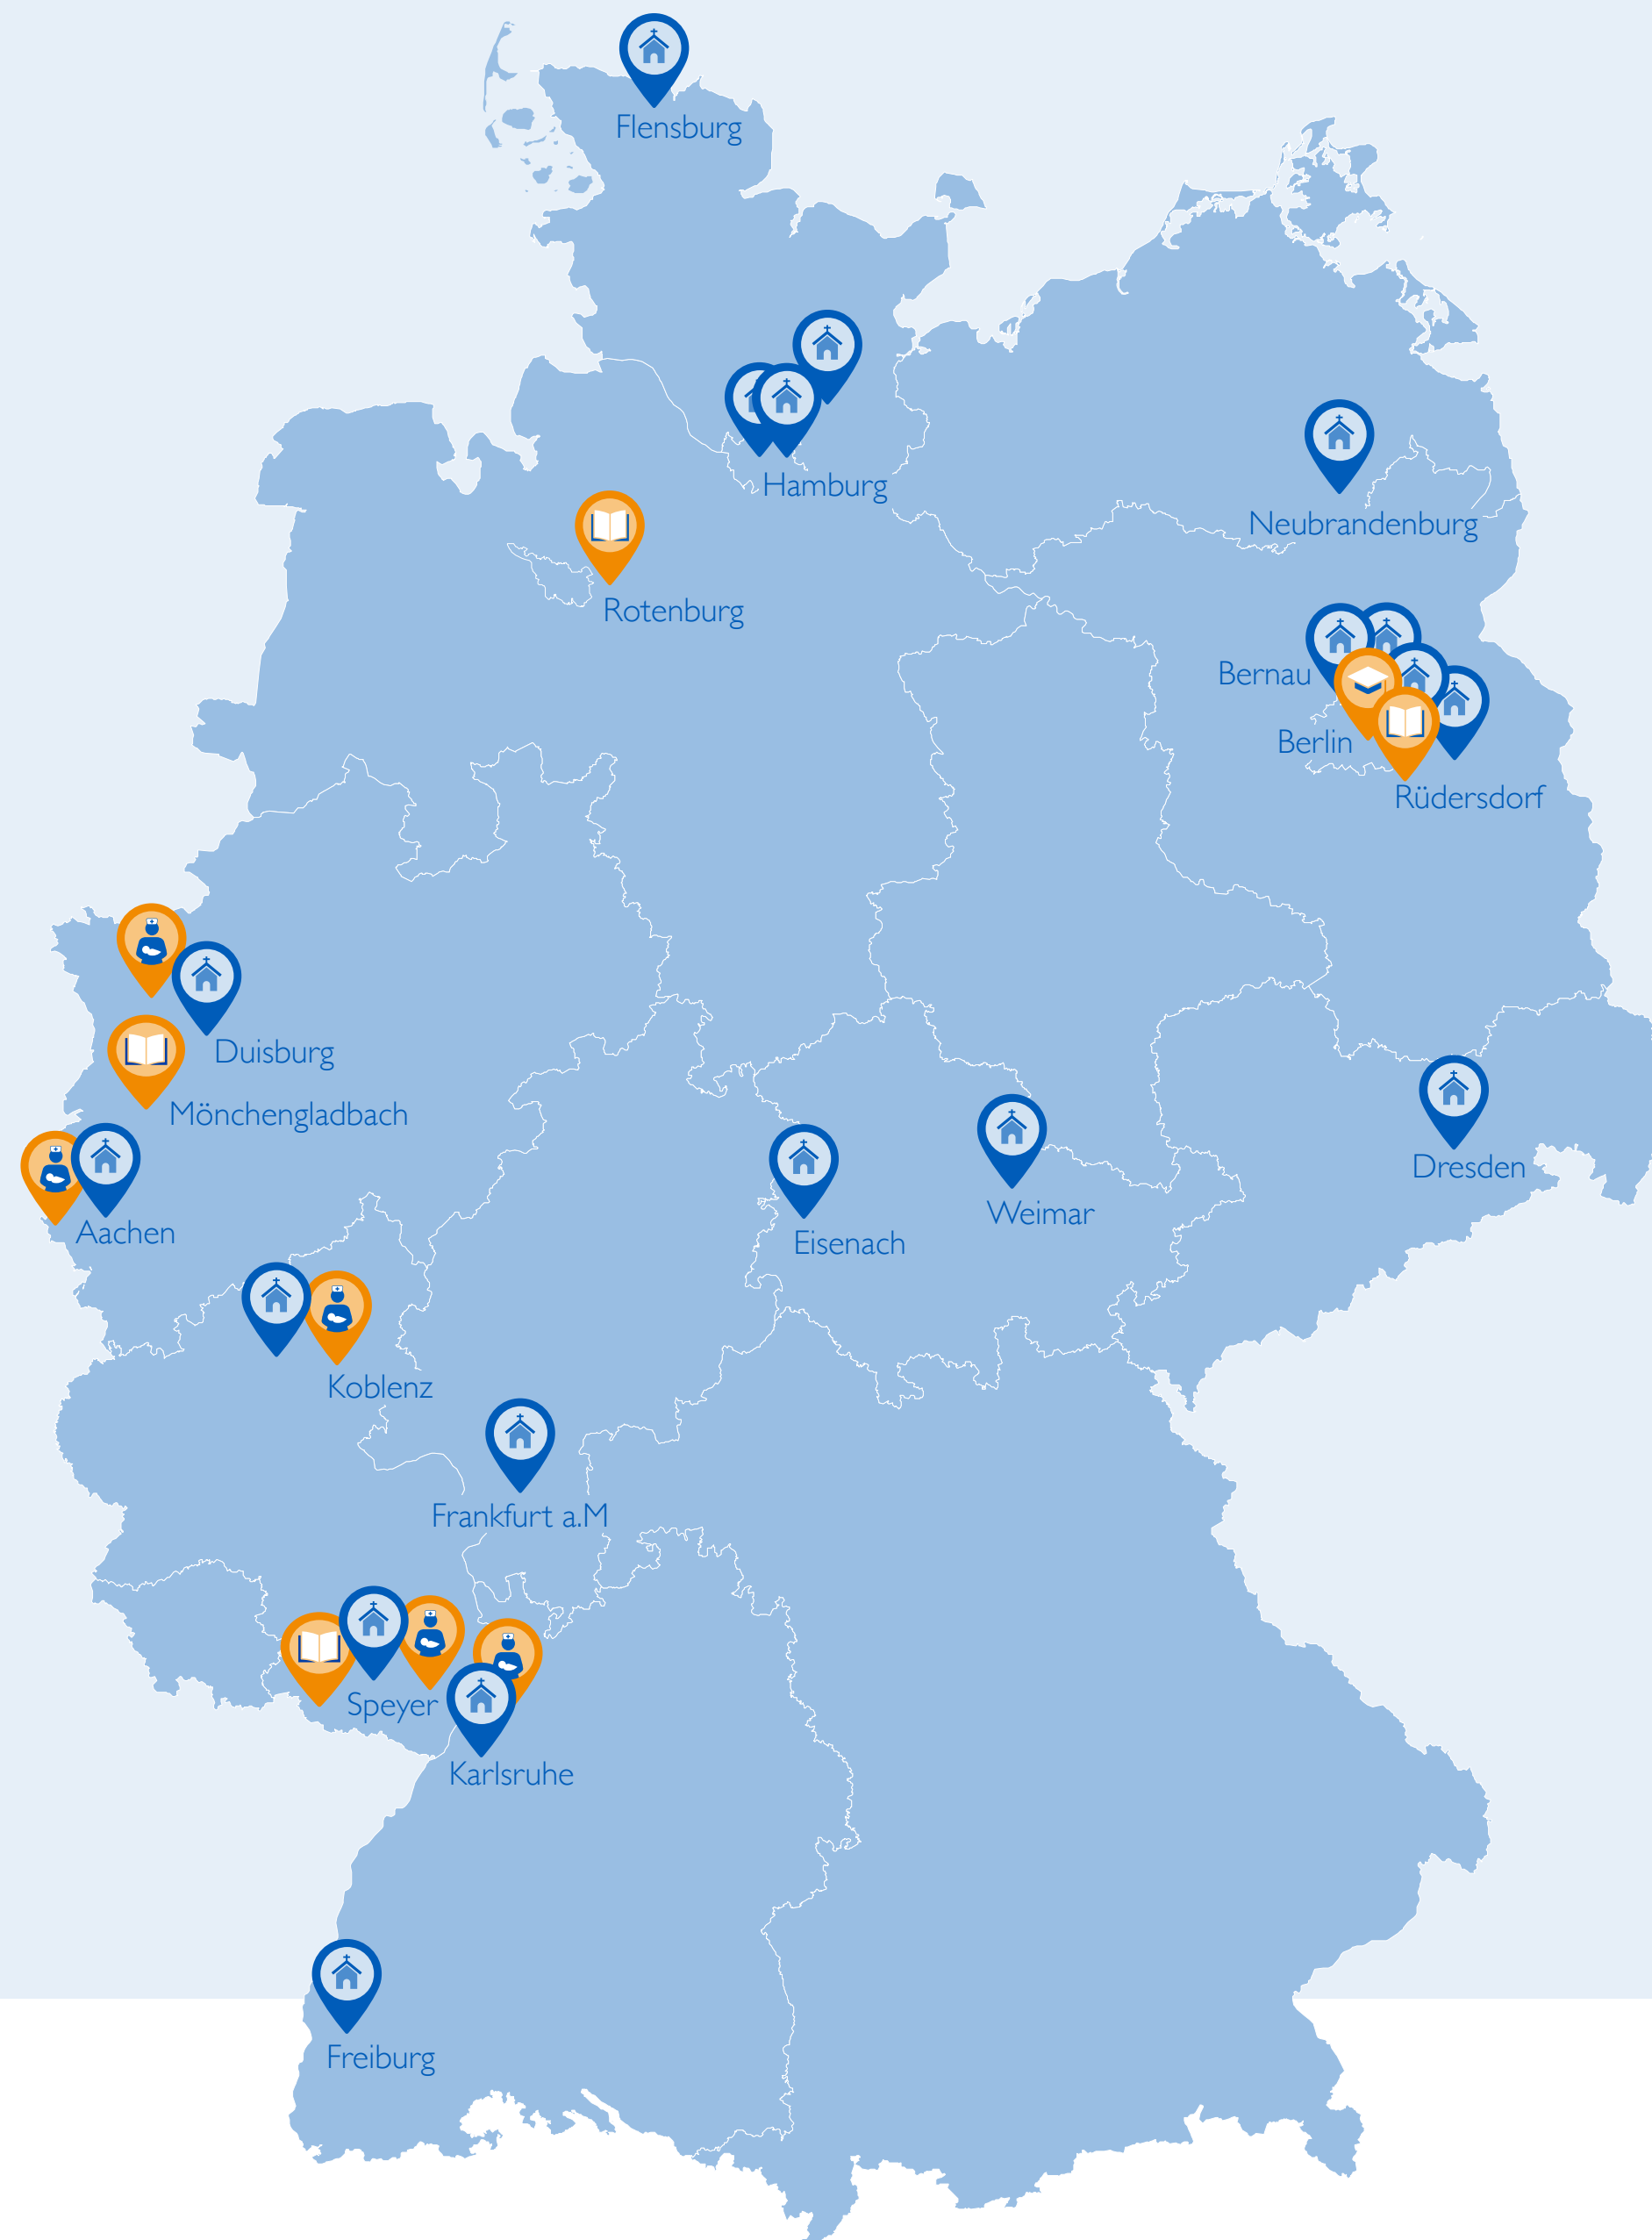 Flensburg
Hamburg
Neubrandenburg
Rotenburg
Bernau
Berlin
Rüdersdorf
Duisburg
Mönchengladbach
Dresden
Weimar
Aachen
Eisenach
Koblenz
Frankfurt a.M
Speyer
Karlsruhe
Freiburg